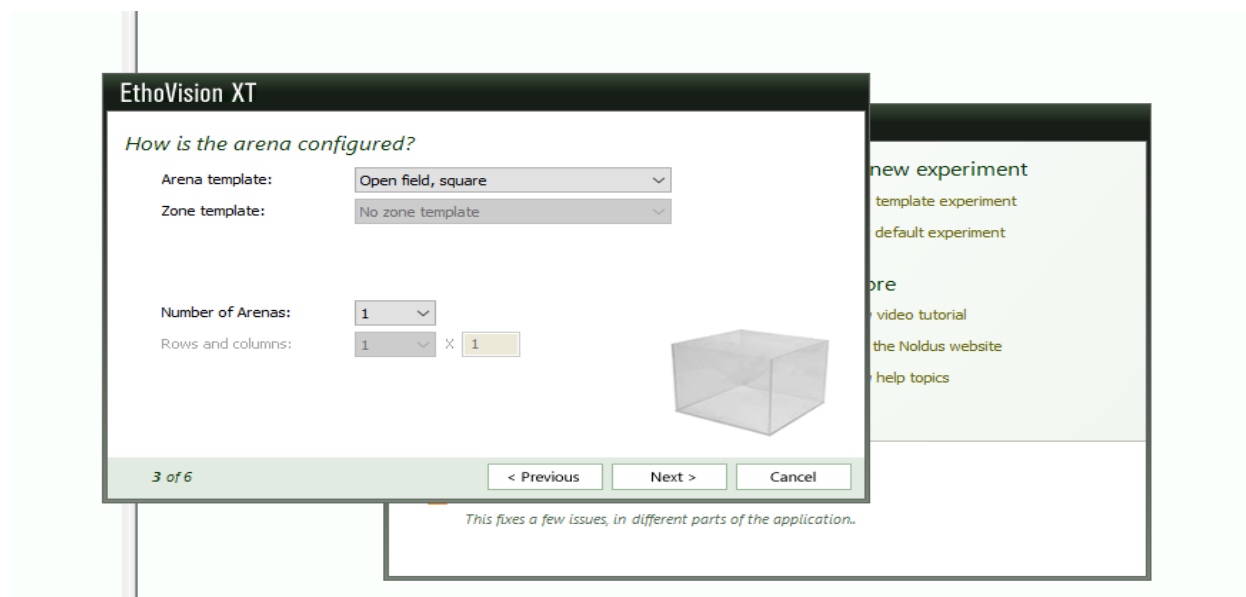 EthoVision XT
How is the arena configured?
Arena template: Open field, square
Zone template: No zone template
Number of Arenas: 1
Rows and columns: 1 X 1
3 of 6 < Previous Next > Cancel
new experiment
template experiment
default experiment
video tutorial
the Noldus website
help topics
This fixes a few issues, in different parts of the application..